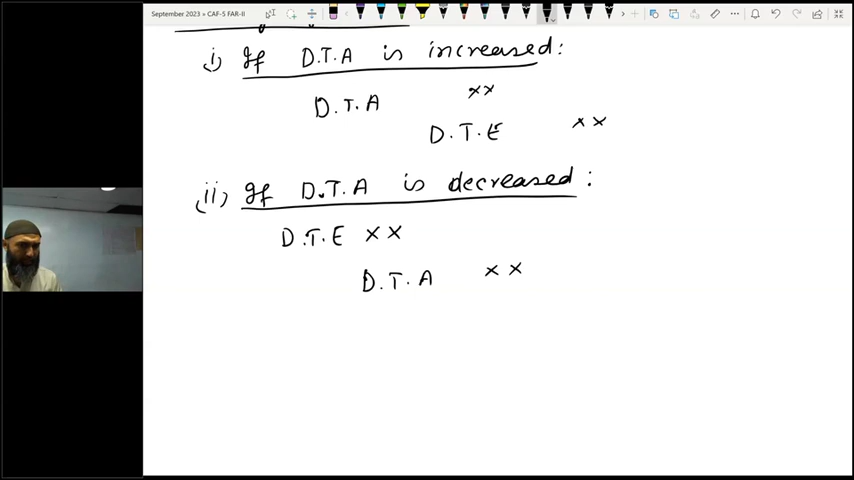 September 2023 » CAF-5 FAR-II
i) If D.T.A is increased:
D.T.A xx
D.T.E xx
(ii) If D.T.A is decreased:
D.T.E xx
D.T.A xx